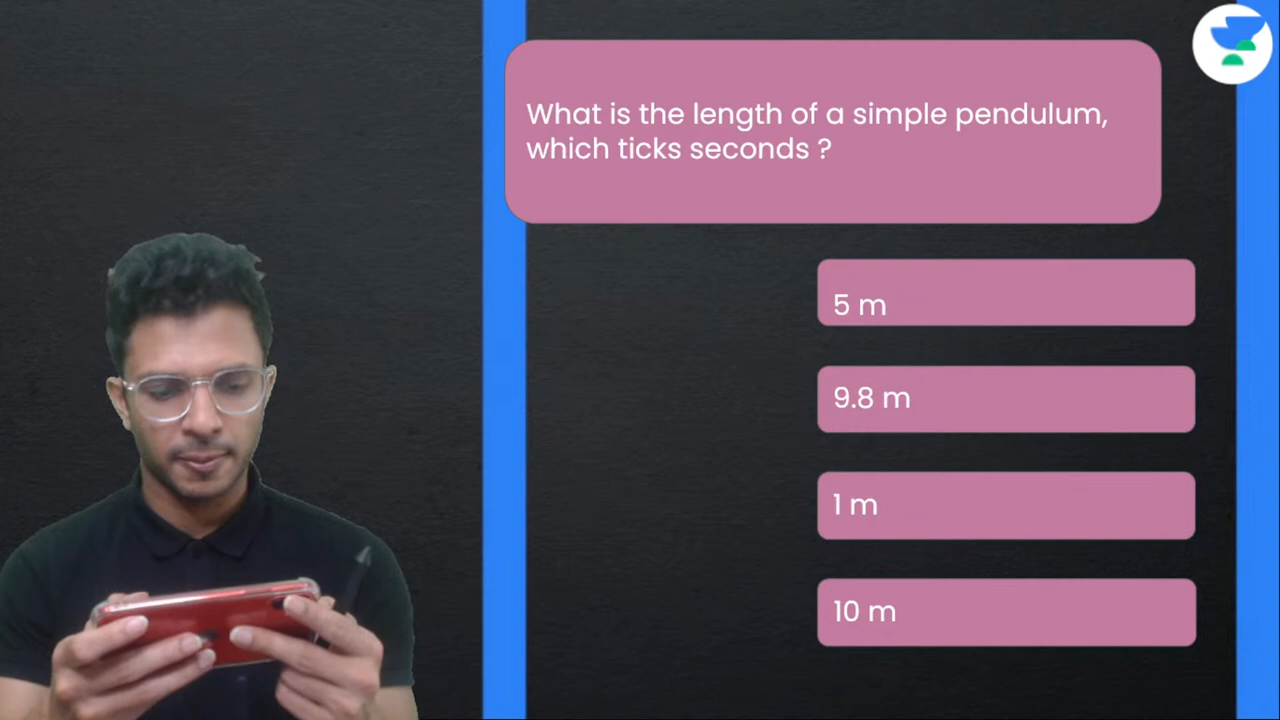 What is the length of a simple pendulum,
which ticks seconds ?
5 m
9.8 m
1 m
10 m